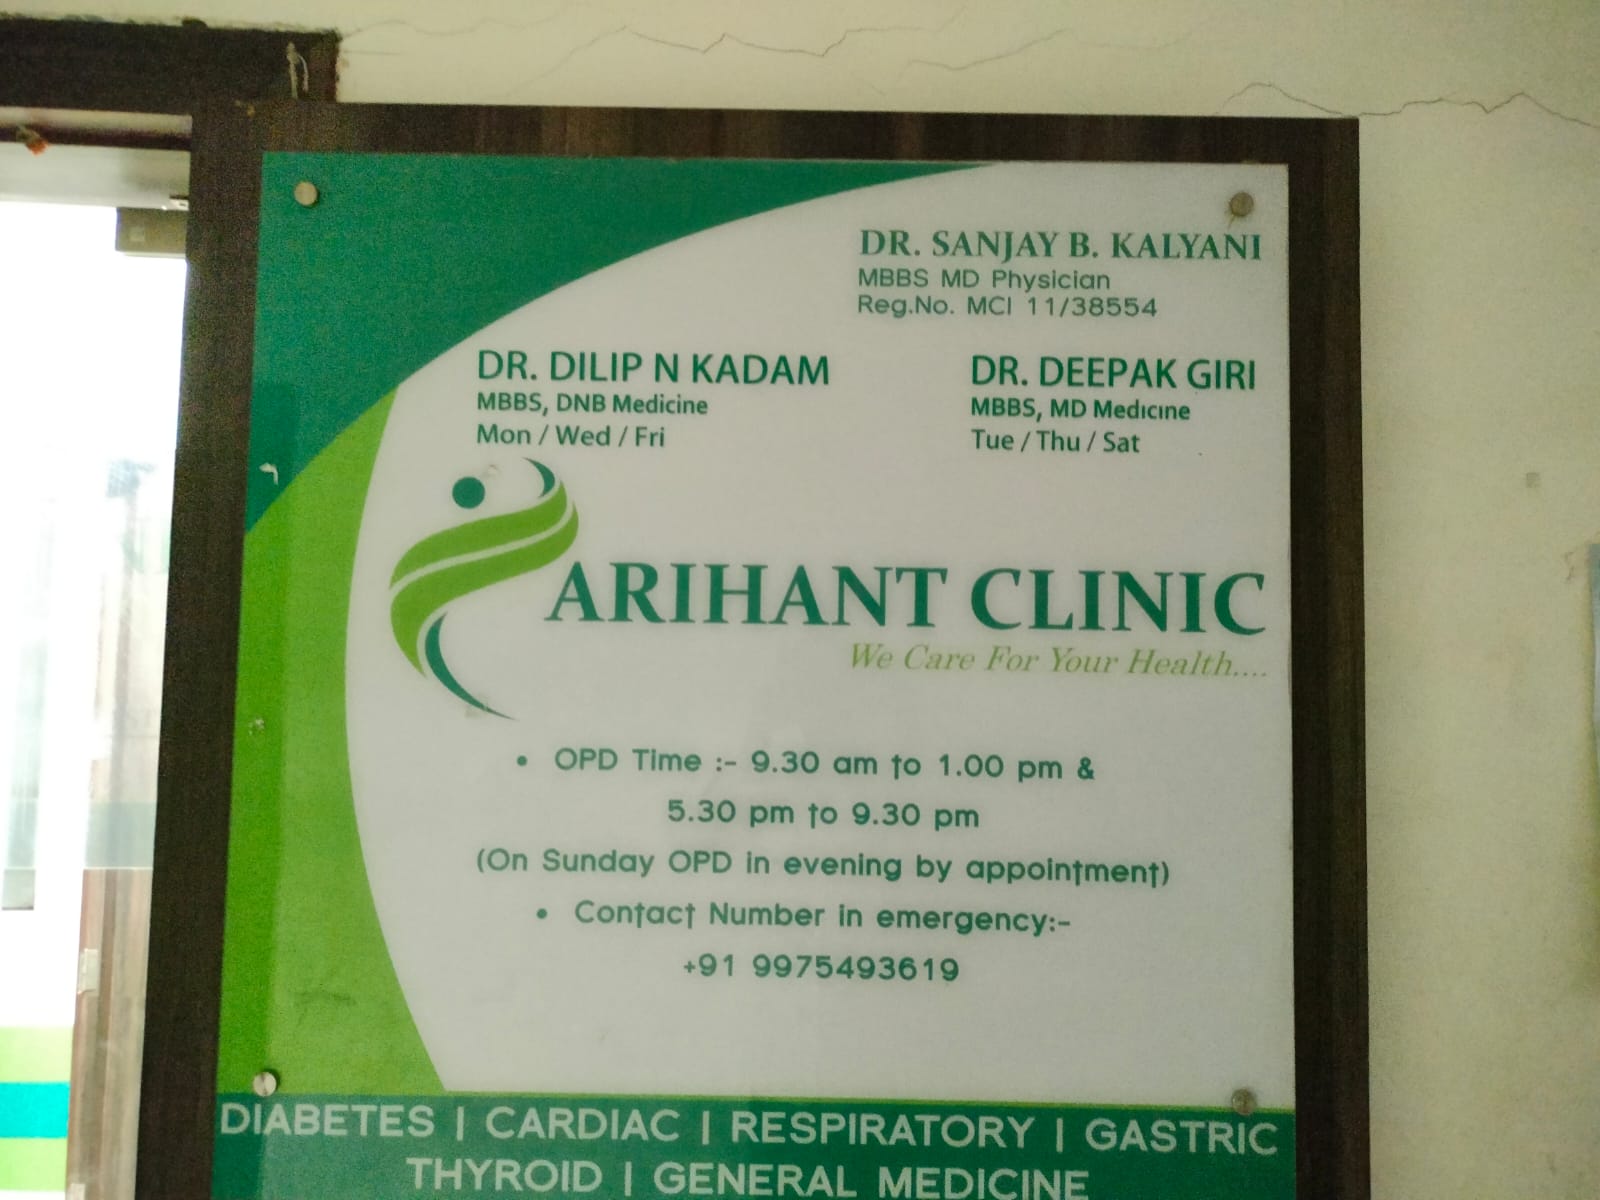 DR. SANJAY B. KALYANI
MBBS MD Physician
Reg.No. MCI 11/38554
DR. DILIP N KADAM
MBBS, DNB Medicine
Mon / Wed / Fri
DR. DEEPAK GIRI
MBBS, MD Medicine
Tue / Thu / Sat
ARIHANT CLINIC
We Care For Your Health....
• OPD Time :- 9.30 am to 1.00 pm &
5.30 pm to 9.30 pm
(On Sunday OPD in evening by appointment)
• Contact Number in emergency:-
+91 9975493619
DIABETES | CARDIAC | RESPIRATORY | GASTRIC
THYROID | GENERAL MEDICINE